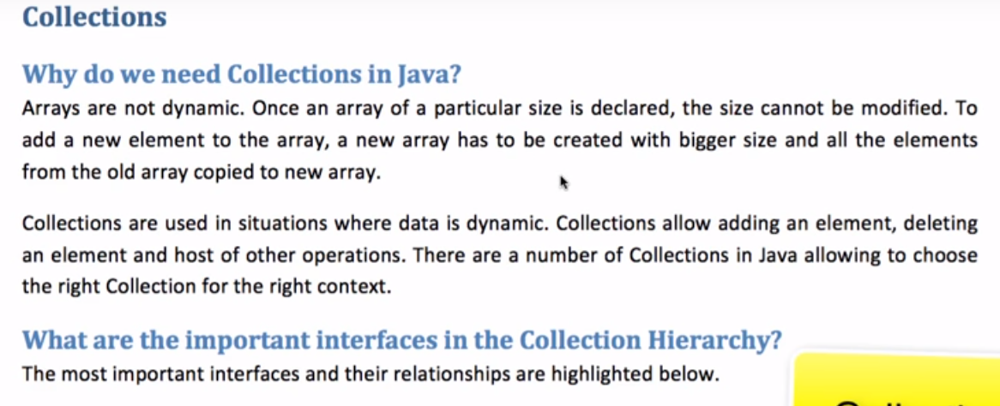 Collections
Why do we need Collections in Java?
Arrays are not dynamic. Once an array of a particular size is declared, the size cannot be modified. To
add a new element to the array, a new array has to be created with bigger size and all the elements
from the old array copied to new array.
Collections are used in situations where data is dynamic. Collections allow adding an element, deleting
an element and host of other operations. There are a number of Collections in Java allowing to choose
the right Collection for the right context.
What are the important interfaces in the Collection Hierarchy?
The most important interfaces and their relationships are highlighted below.